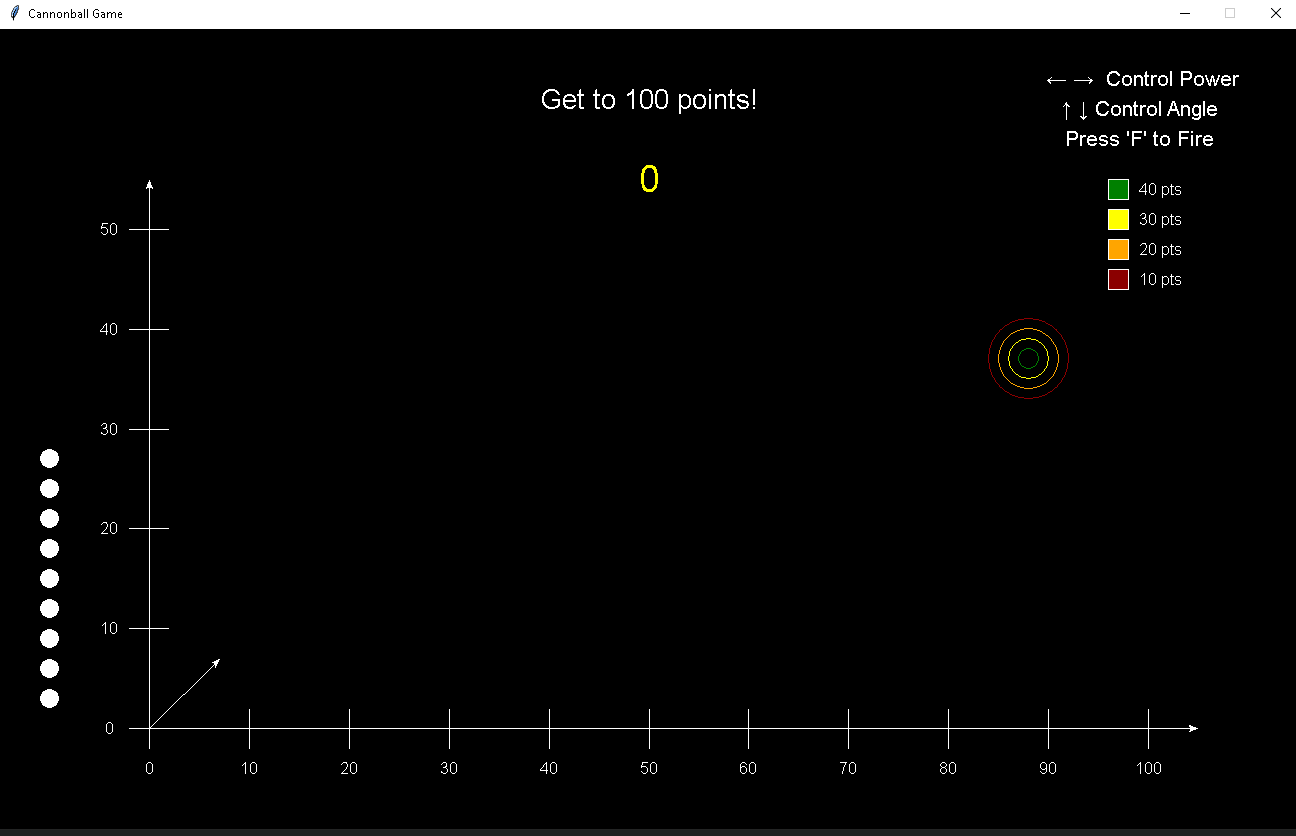 Cannonball Game
Get to 100 points!
0
← → Control Power
↑ ↓ Control Angle
Press 'F' to Fire
40 pts
30 pts
20 pts
10 pts
50
40
30
20
10
0
0 10 20 30 40 50 60 70 80 90 100